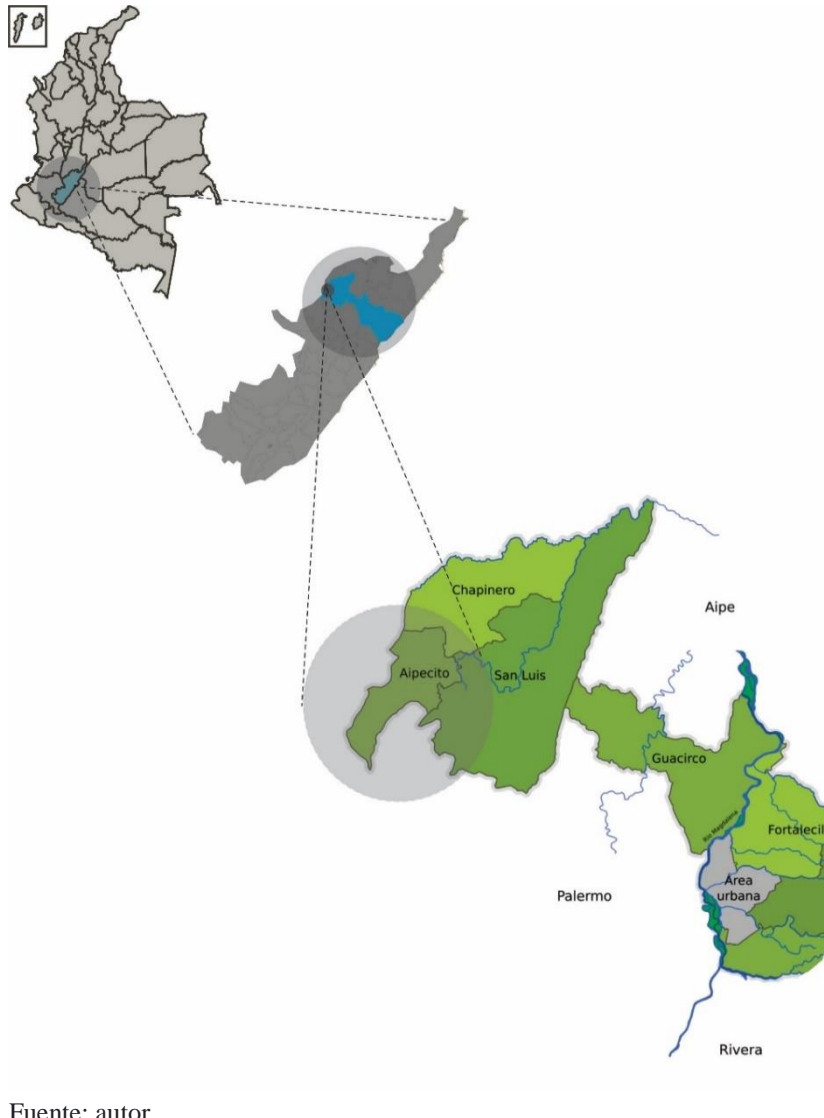 Chapinero
Aipe
Aipecito
San Luis
Guacirco
Río Magdalena
Fortalecil
Área
urbana
Palermo
Rivera
Fuente: autor